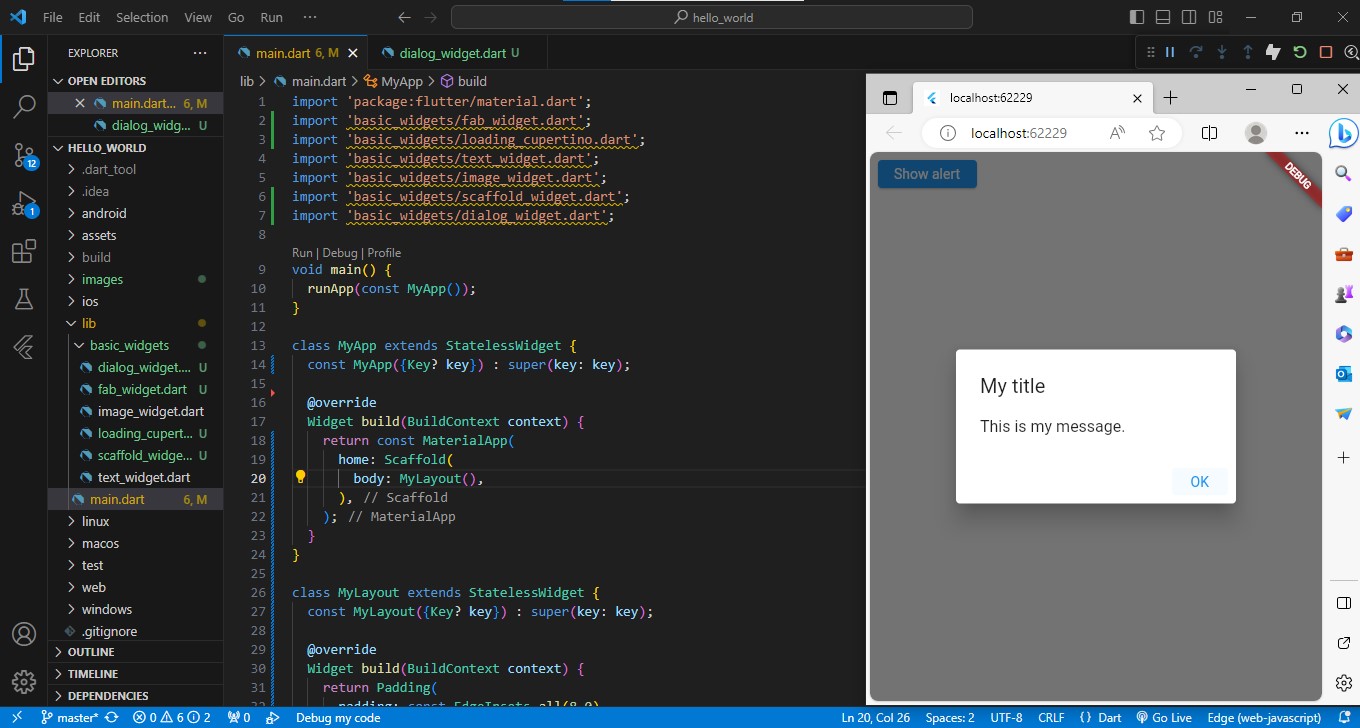 File Edit Selection View Go Run ··· hello_world
EXPLORER ···
OPEN EDITORS
main.dart... 6, M
dialog_widg... U
HELLO_WORLD
.dart_tool
.idea
android
assets
build
images
ios
lib
basic_widgets
dialog_widget.... U
fab_widget.dart U
image_widget.dart
loading_cupert... U
scaffold_widge... U
text_widget.dart
main.dart 6, M
linux
macos
test
web
windows
.gitignore
OUTLINE
TIMELINE
DEPENDENCIES
12
1
main.dart 6, M
dialog_widget.dart U
lib > main.dart > MyApp > build
1 import 'package:flutter/material.dart';
2 import 'basic_widgets/fab_widget.dart';
3 import 'basic_widgets/loading_cupertino.dart';
4 import 'basic_widgets/text_widget.dart';
5 import 'basic_widgets/image_widget.dart';
6 import 'basic_widgets/scaffold_widget.dart';
7 import 'basic_widgets/dialog_widget.dart';
8
Run | Debug | Profile
9 void main() {
10 runApp(const MyApp());
11 }
12
13 class MyApp extends StatelessWidget {
14 const MyApp({Key? key}) : super(key: key);
15
16 @override
17 Widget build(BuildContext context) {
18 return const MaterialApp(
19 home: Scaffold(
20 body: MyLayout(),
21 ), // Scaffold
22 ); // MaterialApp
23 }
24 }
25
26 class MyLayout extends StatelessWidget {
27 const MyLayout({Key? key}) : super(key: key);
28
29 @override
30 Widget build(BuildContext context) {
31 return Padding(
32 padding: const EdgeInsets.all(8.0),
localhost:62229
localhost:62229
Show alert
DEBUG
My title
This is my message.
OK
master* 0 6 2 0 Debug my code Ln 20, Col 26 Spaces: 2 UTF-8 CRLF {} Dart Go Live Edge (web-javascript)